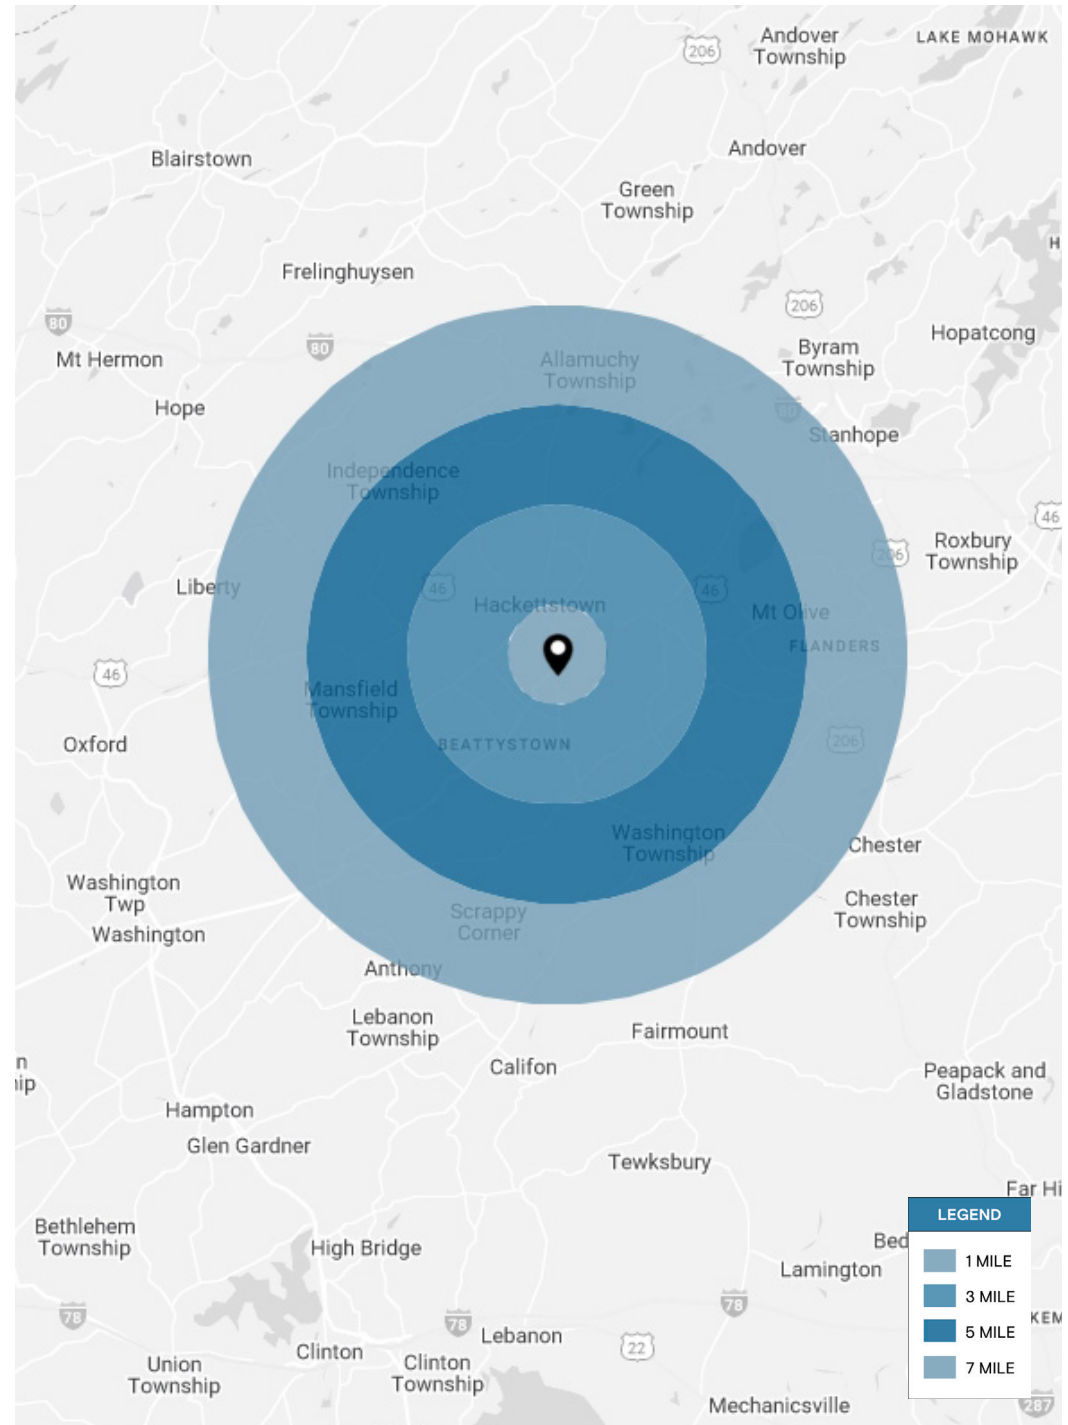 Andover
Township
LAKE MOHAWK
206
Andover
Blairstown
Green
Township
H
Frelinghuysen
206
80
80
Hopatcong
Mt Hermon
Byram
Township
Allamuchy
Township
Hope
80
Stanhope
Independence
Township
46
Roxbury
Township
206
Liberty
46
46
Hackettstown
Mt Olive
FLANDERS
46
Mansfield
Township
Oxford
BEATTYSTOWN
206
Washington
Township
Chester
Washington
Twp
Chester
Township
Scrappy
Corner
Washington
Anthony
Lebanon
Township
Fairmount
Califon
n
ip
Peapack and
Gladstone
Hampton
Glen Gardner
Tewksbury
Far Hi
LEGEND
1 MILE
3 MILE
5 MILE
7 MILE
Bethlehem
Township
High Bridge
Bed
Lamington
78
78
78
KEM
Lebanon
22
Clinton
Union
Township
Clinton
Township
Mechanicsville
287